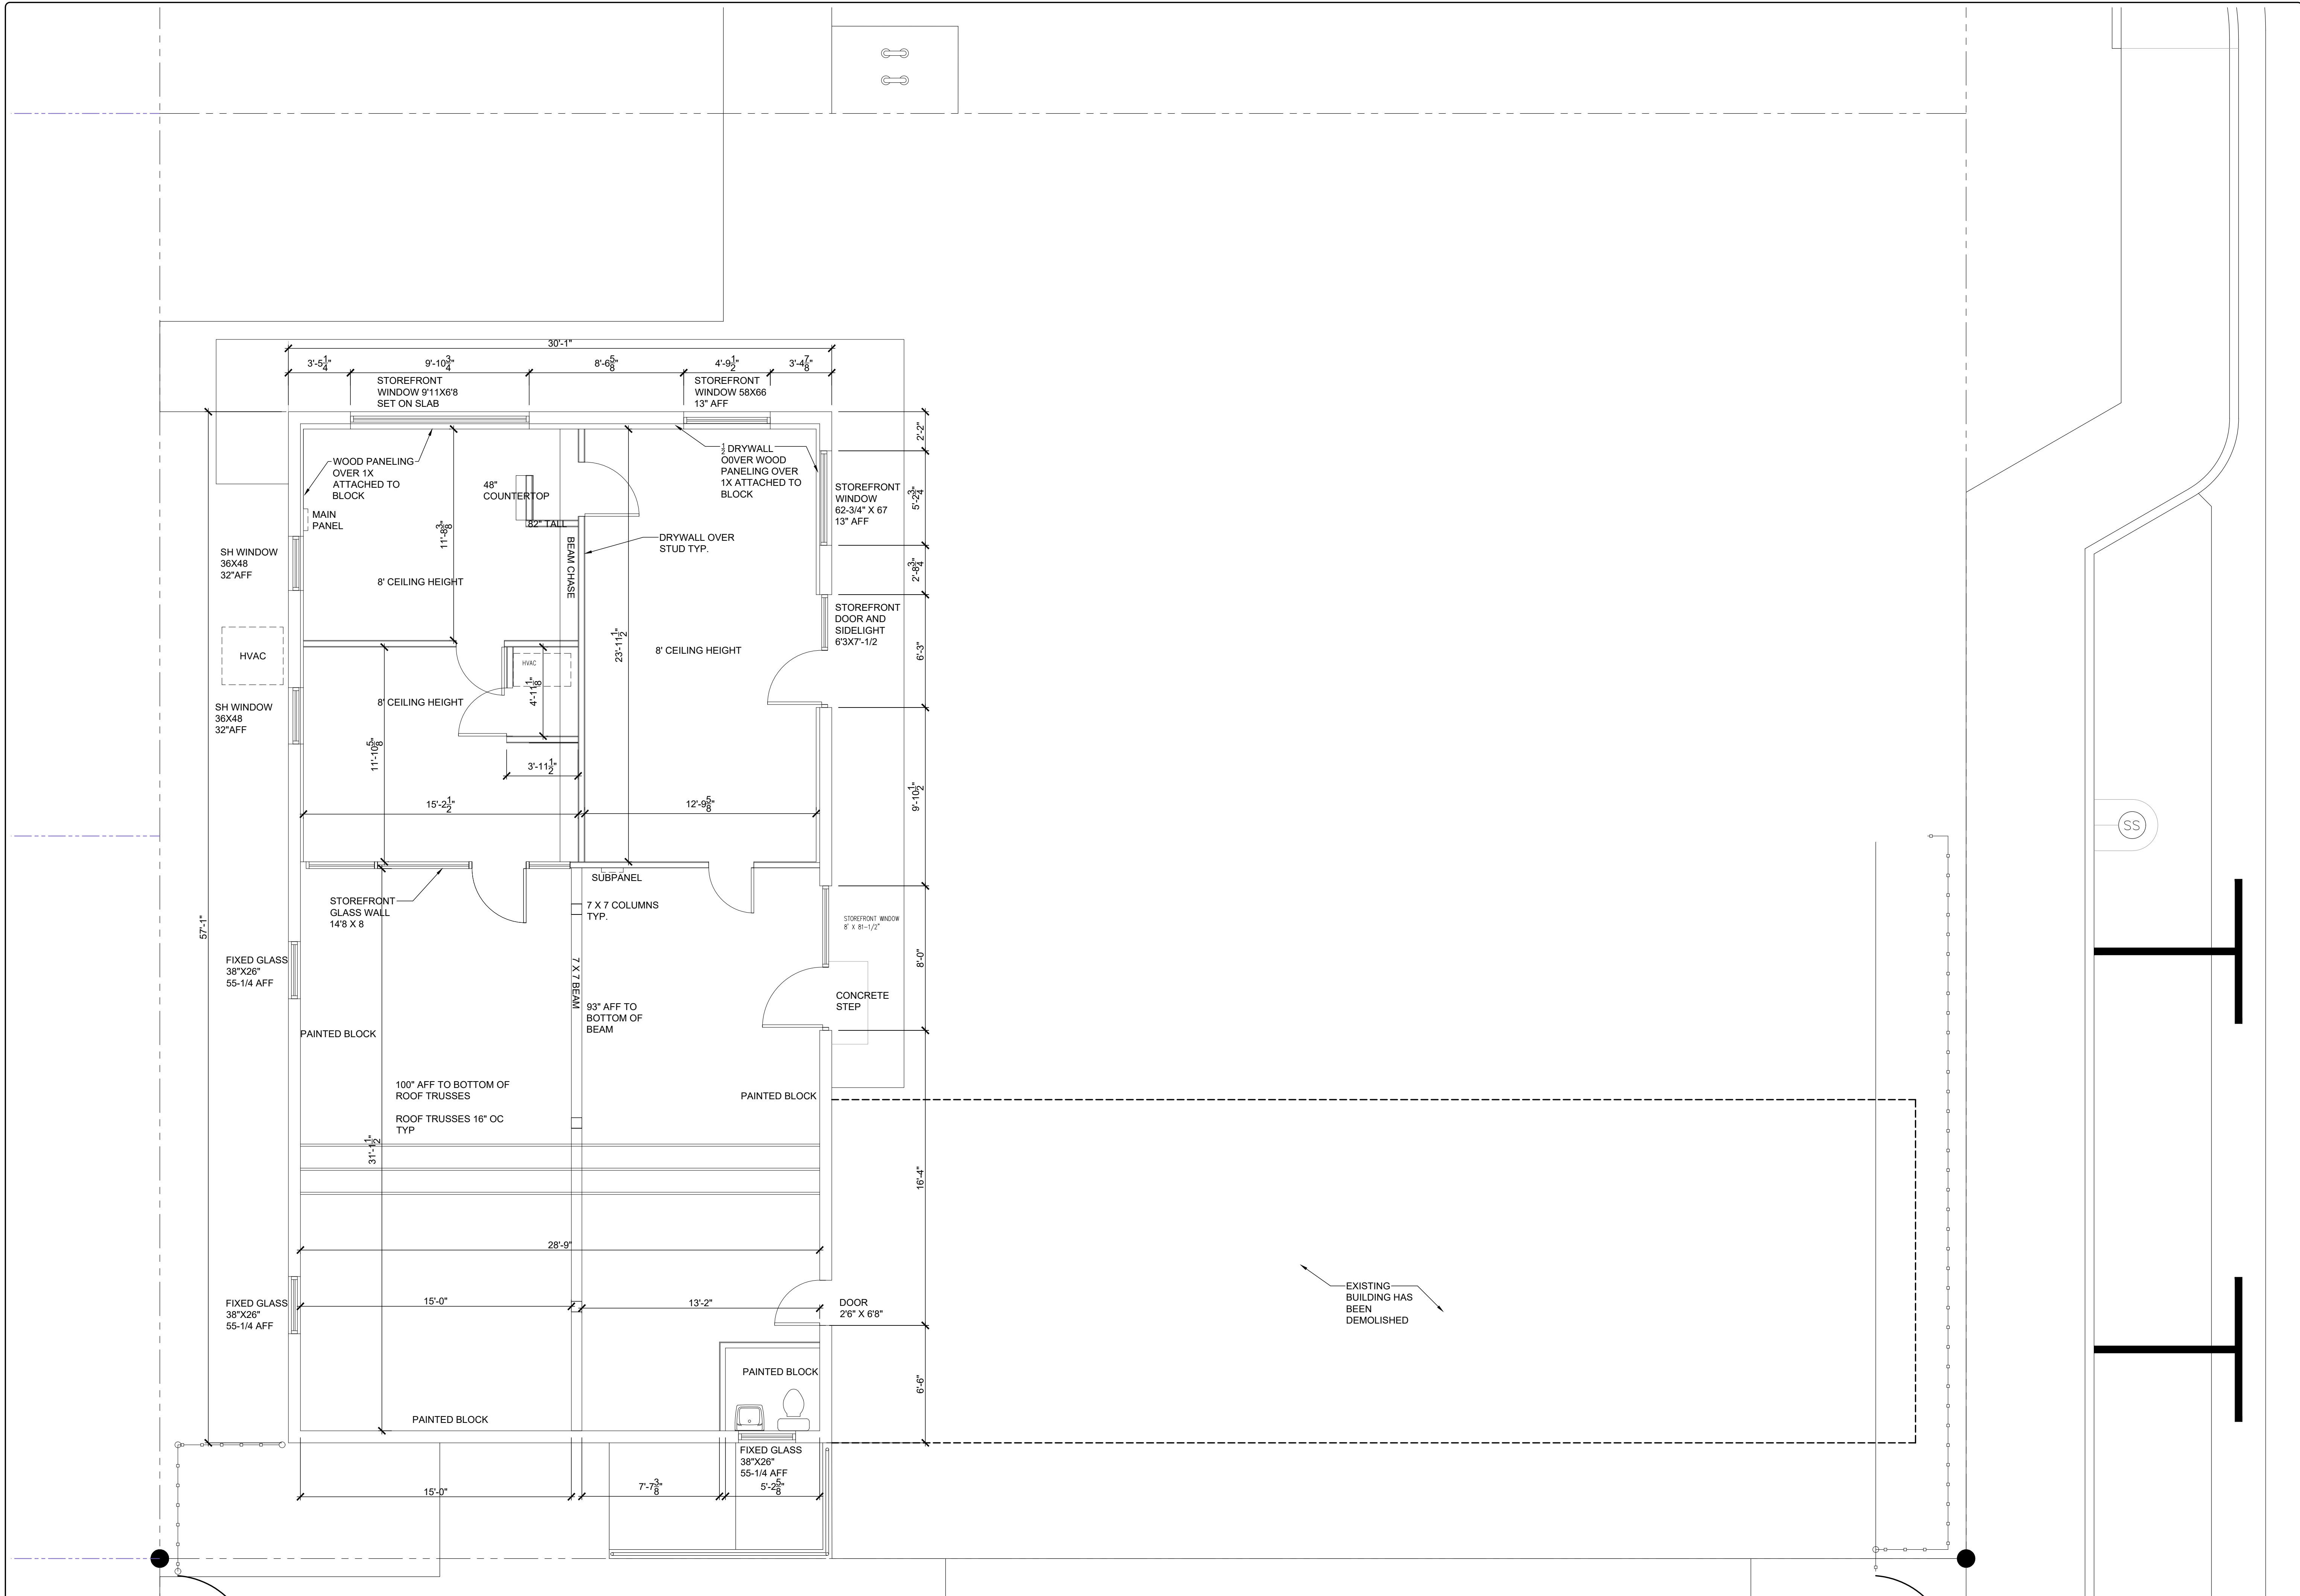 30'-1"
3'-5 1/4"
9'-10 3/4"
8'-6 5/8"
4'-9 1/2"
3'-4 7/8"
STOREFRONT
WINDOW 9'11X6'8
SET ON SLAB
STOREFRONT
WINDOW 58X66
13" AFF
2'-2"
WOOD PANELING
OVER 1X
ATTACHED TO
BLOCK
1/2 DRYWALL
O0VER WOOD
PANELING OVER
1X ATTACHED TO
BLOCK
48"
COUNTERTOP
STOREFRONT
WINDOW
62-3/4" X 67
13" AFF
5'-2 3/4"
MAIN
PANEL
82" TALL
11'-8 3/8"
DRYWALL OVER
STUD TYP.
BEAM CHASE
SH WINDOW
36X48
32"AFF
8' CEILING HEIGHT
2'-8 3/4"
STOREFRONT
DOOR AND
SIDELIGHT
6'3X7'-1/2
HVAC
HVAC
23'-11 1/2"
8' CEILING HEIGHT
6'-3"
4'-11 1/8"
8' CEILING HEIGHT
SH WINDOW
36X48
32"AFF
11'-10 5/8"
3'-11 1/2"
15'-2 1/2"
12'-9 5/8"
9'-10 1/2"
SS
SUBPANEL
STOREFRONT
GLASS WALL
14'8 X 8
7 X 7 COLUMNS
TYP.
STOREFRONT WINDOW
8' X 81-1/2"
57'-1"
FIXED GLASS
38"X26"
55-1/4 AFF
7 X 7 BEAM
8'-0"
93" AFF TO
BOTTOM OF
BEAM
CONCRETE
STEP
PAINTED BLOCK
100" AFF TO BOTTOM OF
ROOF TRUSSES
ROOF TRUSSES 16" OC
TYP
PAINTED BLOCK
31'-1 1/2"
16'-4"
28'-9"
FIXED GLASS
38"X26"
55-1/4 AFF
15'-0"
13'-2"
DOOR
2'6" X 6'8"
EXISTING
BUILDING HAS
BEEN
DEMOLISHED
PAINTED BLOCK
6'-6"
PAINTED BLOCK
FIXED GLASS
38"X26"
55-1/4 AFF
15'-0"
7'-7 3/8"
5'-2 5/8"